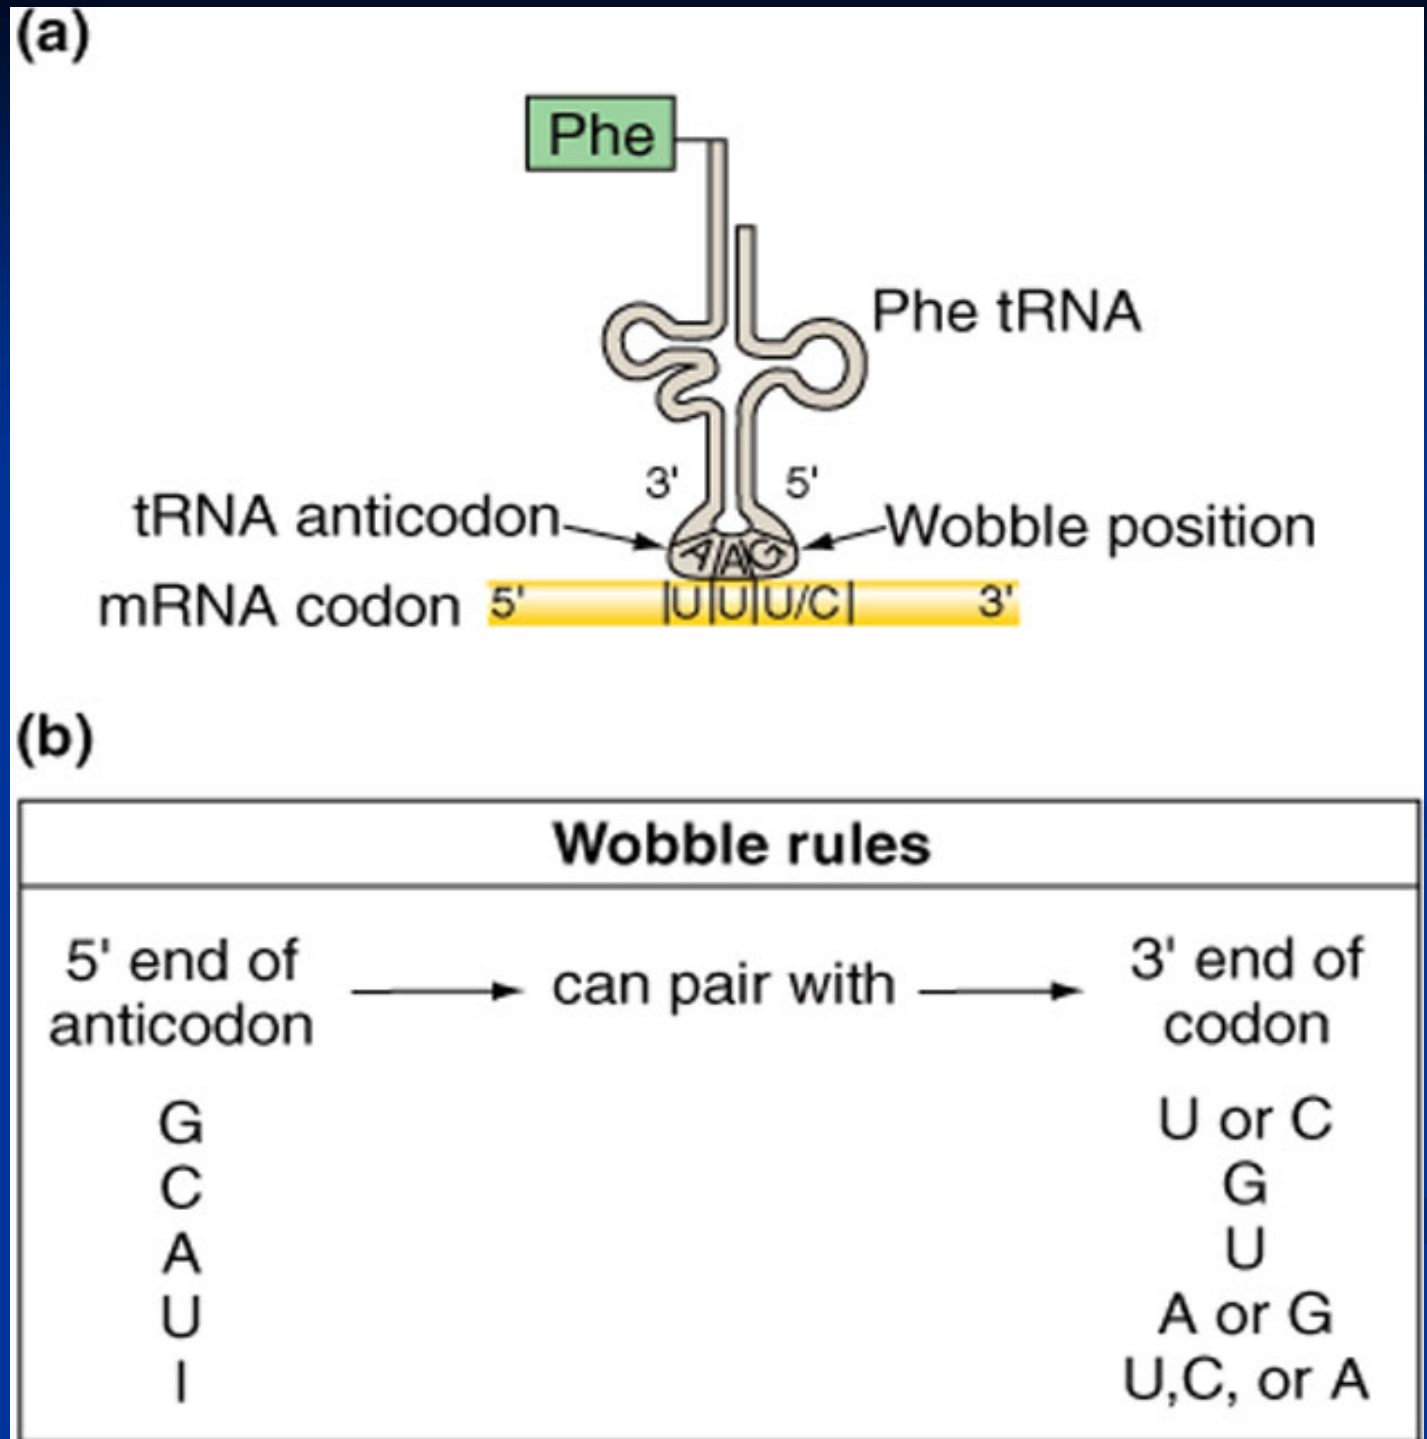 (a)
Phe
Phe tRNA
3' 5'
tRNA anticodon
Wobble position
A A G
mRNA codon 5' |U|U|U/C| 3'
(b)
Wobble rules
5' end of anticodon → can pair with → 3' end of codon
G U or C
C G
A U
U A or G
I U,C, or A